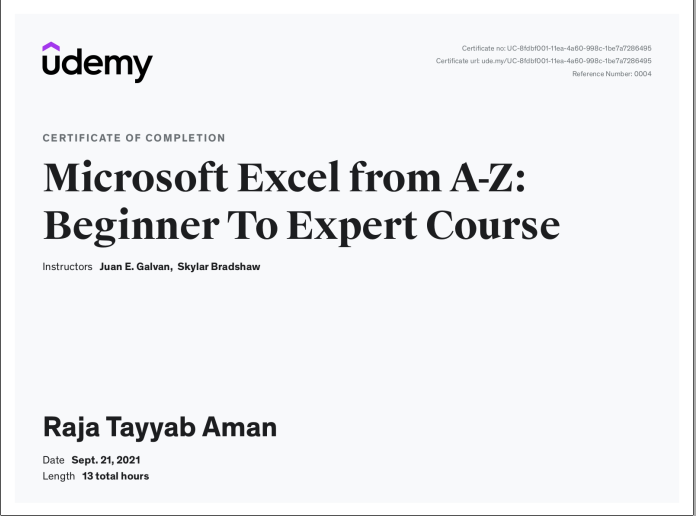 udemy
Certificate no: UC-8fdbf001-11ea-4a60-998c-1be7a7286495
Certificate url: ude.my/UC-8fdbf001-11ea-4a60-998c-1be7a7286495
Reference Number: 0004
CERTIFICATE OF COMPLETION
Microsoft Excel from A-Z:
Beginner To Expert Course
Instructors Juan E. Galvan, Skylar Bradshaw
Raja Tayyab Aman
Date Sept. 21, 2021
Length 13 total hours